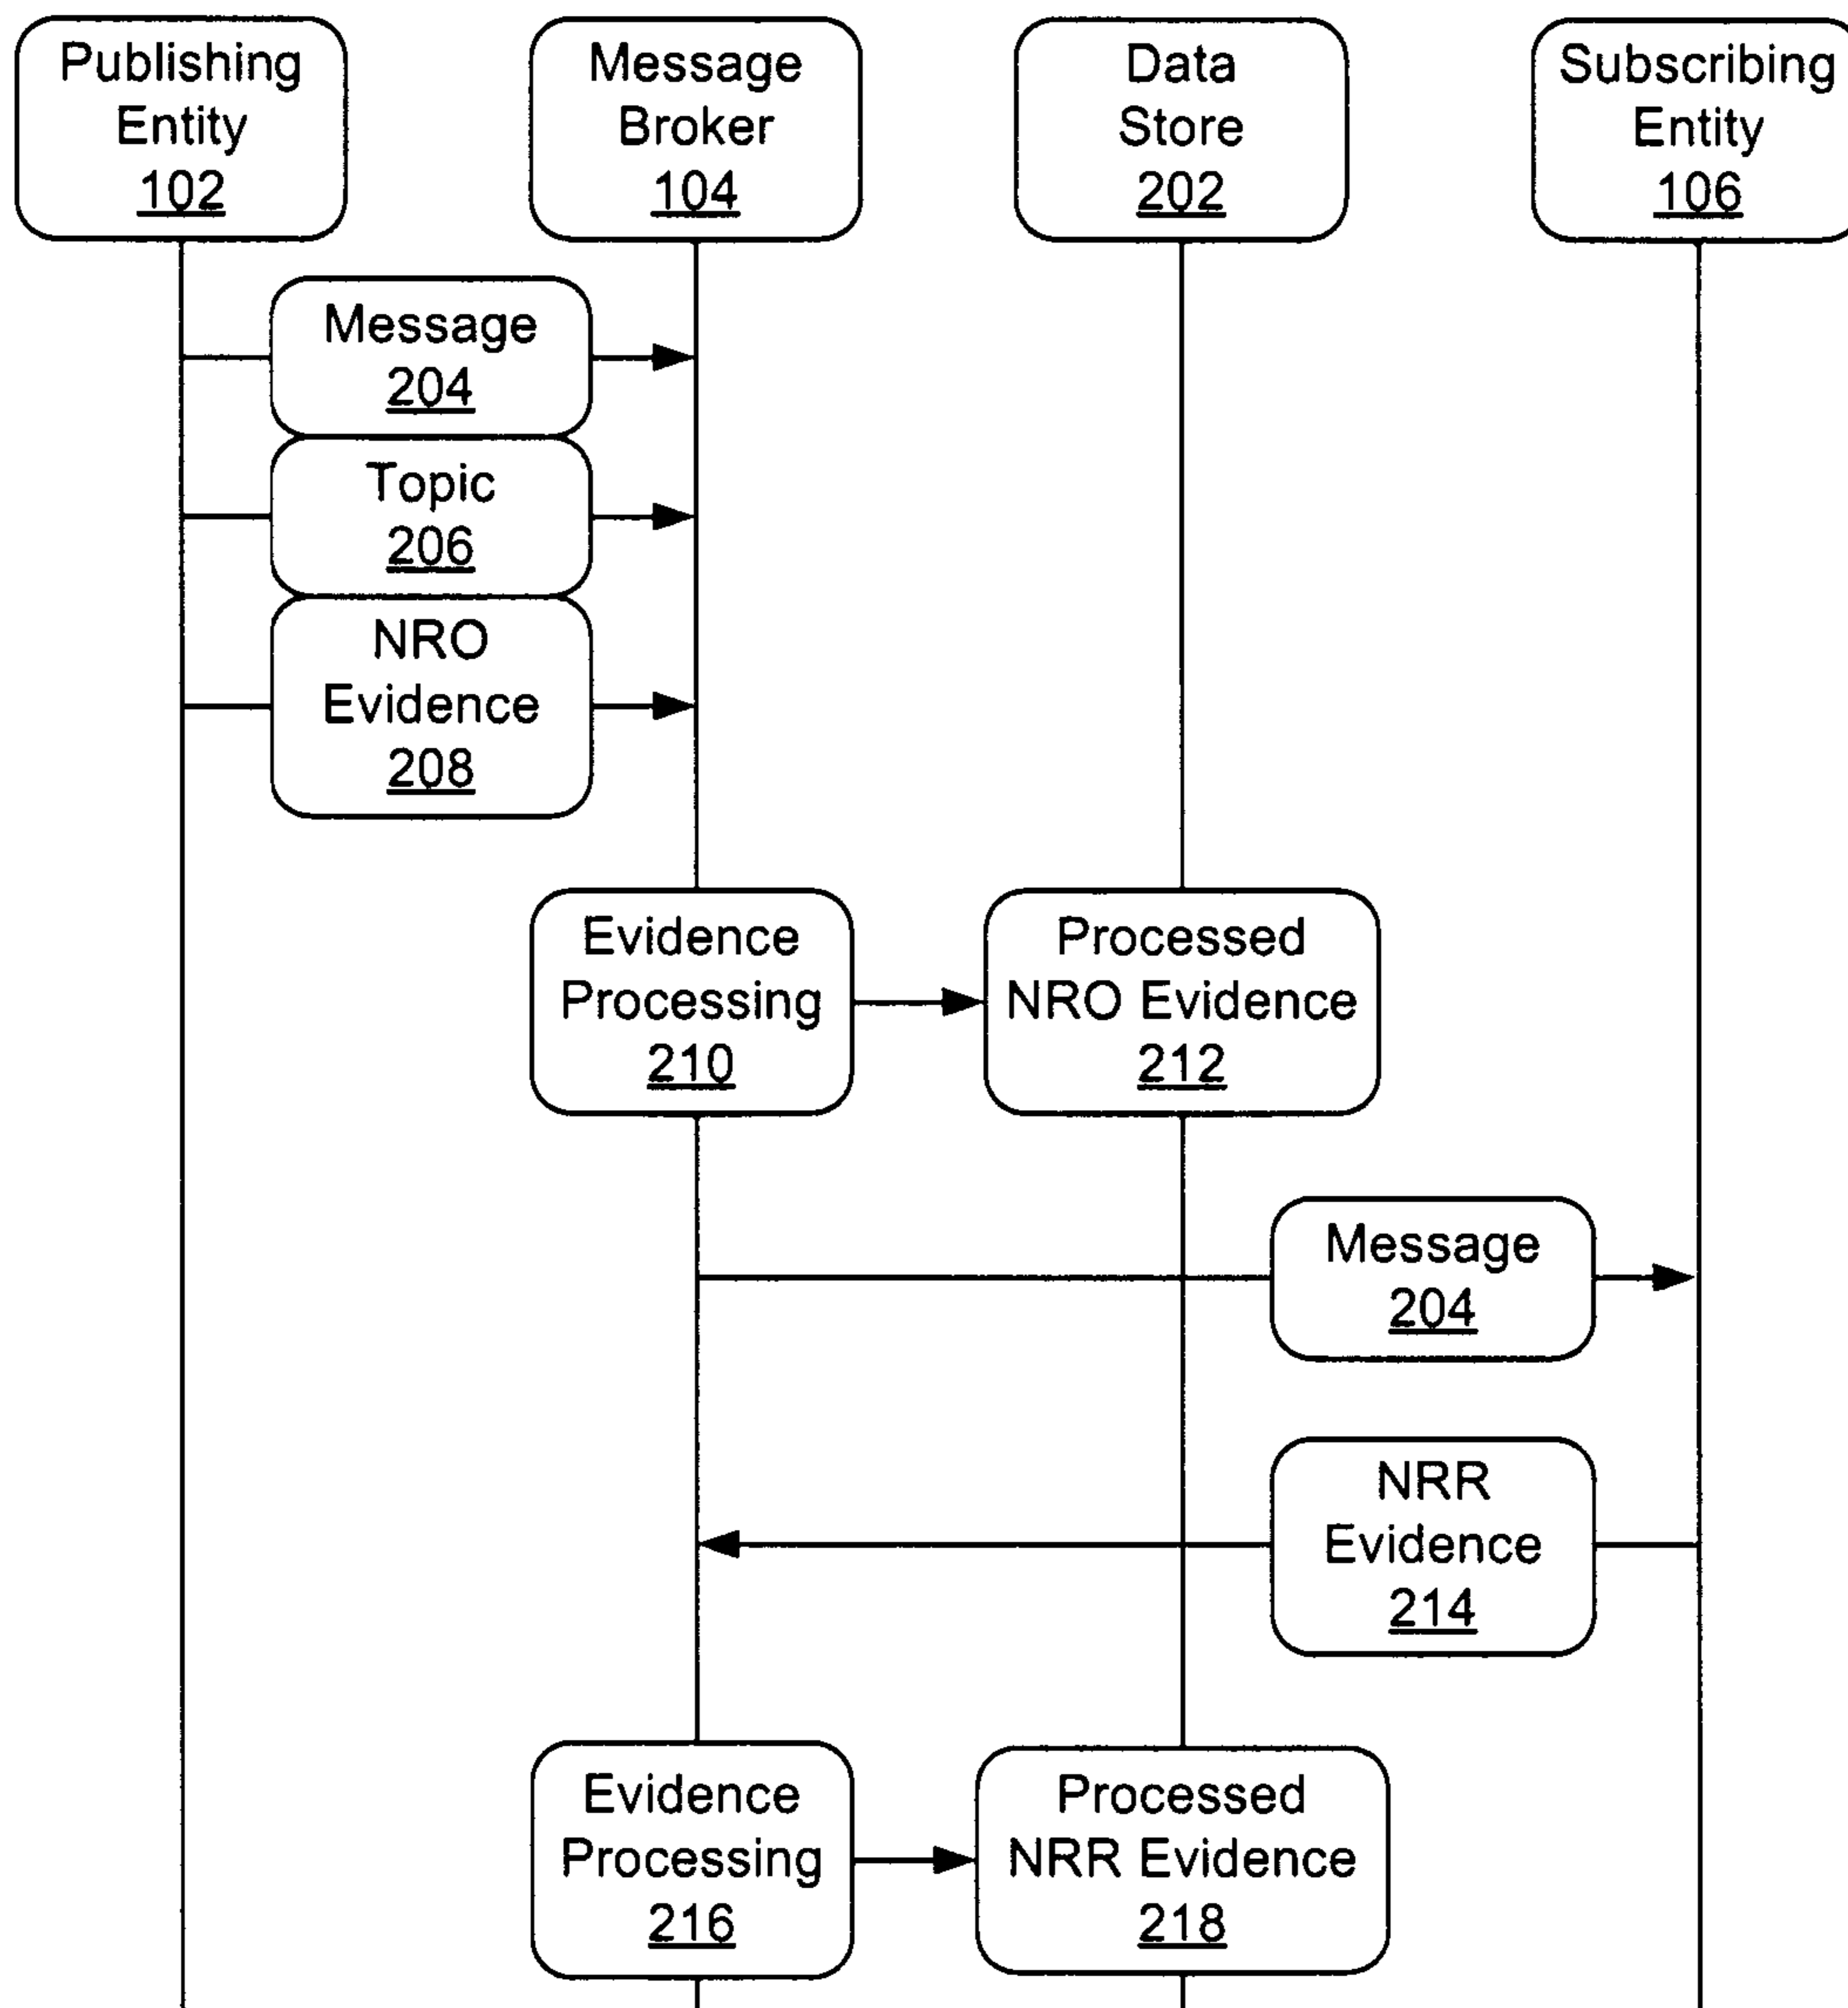 Publishing
Entity
102
Message
Broker
104
Data
Store
202
Subscribing
Entity
106
Message
204
Topic
206
NRO
Evidence
208
Evidence
Processing
210
Processed
NRO Evidence
212
Message
204
NRR
Evidence
214
Evidence
Processing
216
Processed
NRR Evidence
218